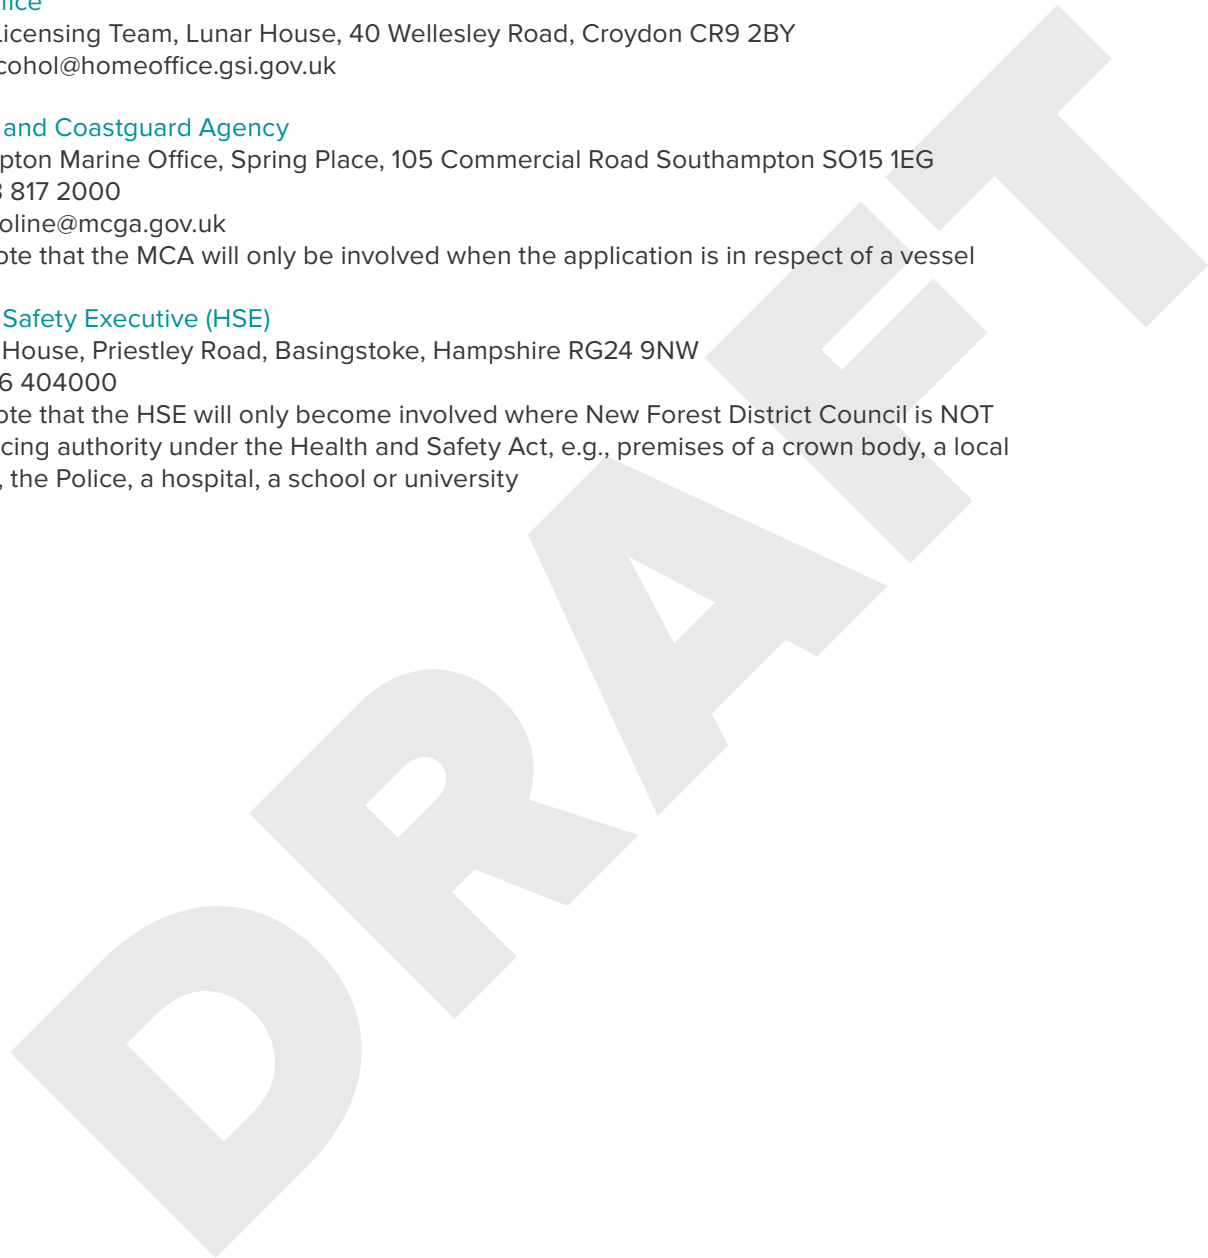 Licensing Team, Lunar House, 40 Wellesley Road, Croydon CR9 2BY
cohol@homeoffice.gsi.gov.uk
and Coastguard Agency
pton Marine Office, Spring Place, 105 Commercial Road Southampton SO15 1EG
817 2000
oline@mcga.gov.uk
ote that the MCA will only be involved when the application is in respect of a vessel
Safety Executive (HSE)
House, Priestley Road, Basingstoke, Hampshire RG24 9NW
6 404000
ote that the HSE will only become involved where New Forest District Council is NOT
cing authority under the Health and Safety Act, e.g., premises of a crown body, a local
, the Police, a hospital, a school or university
DRAFT